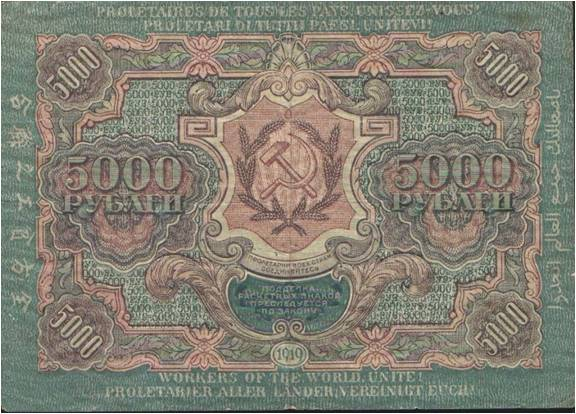 PROLÉTAIRES DE TOUS LES PAYS, UNISSEZ-VOUS!
PROLETARI DI TUTTI I PAESI, UNITEVI!
5000
5000
5000
РУБЛЕЙ
5000
РУБЛЕЙ
ПРОЛЕТАРИИ ВСЕХ СТРАН
СОЕДИНЯЙТЕСЬ
ПОДДЕЛКА
РАСЧЕТНЫХ ЗНАКОВ
ПРЕСЛЕДУЕТСЯ
ПО ЗАКОНУ
5000
1919
5000
WORKERS OF THE WORLD, UNITE!
PROLETARIER ALLER LÄNDER, VEREINIGT EUCH!